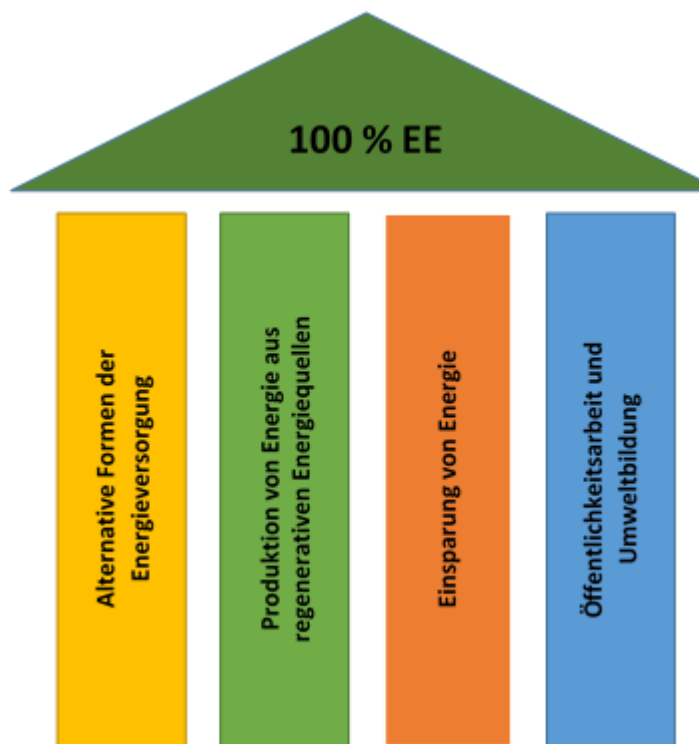 100 % EE
Alternative Formen der
Energieversorgung
Produktion von Energie aus
regenerativen Energiequellen
Einsparung von Energie
Öffentlichkeitsarbeit und
Umweltbildung